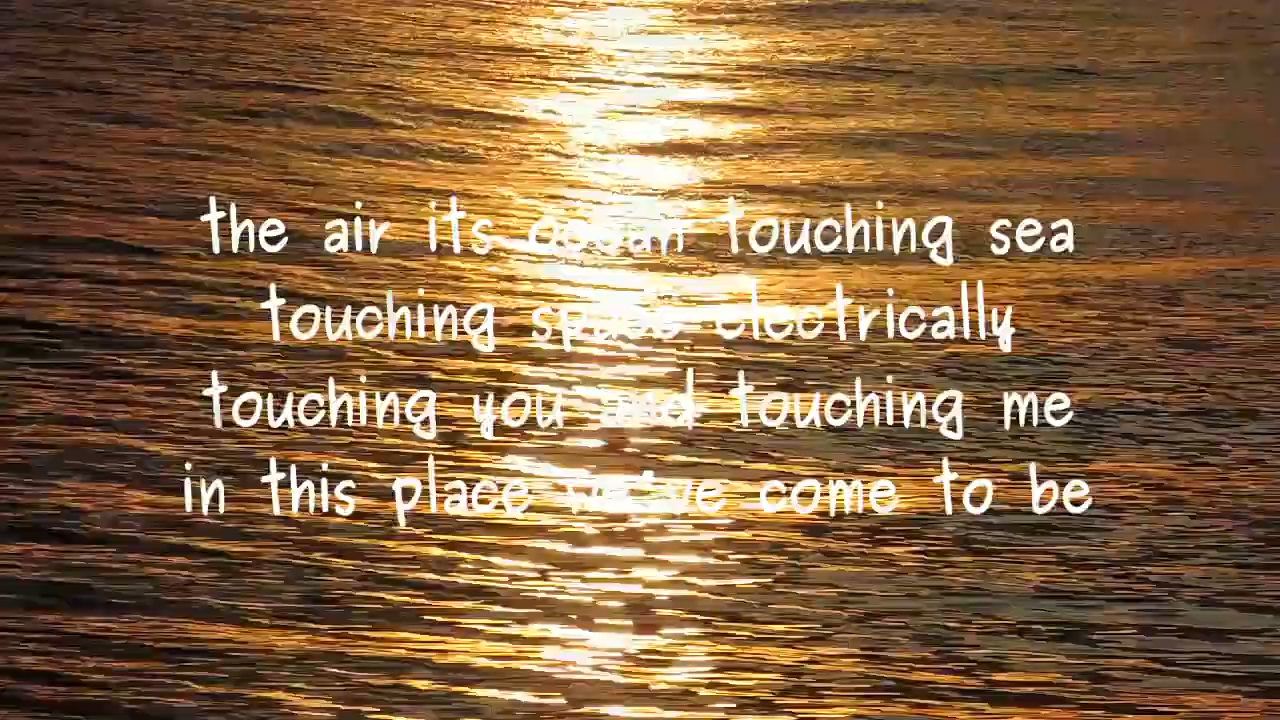 the air its ocean touching sea
touching space electrically
touching you and touching me
in this place we've come to be